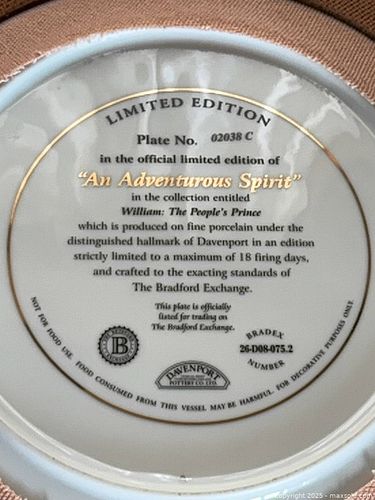 LIMITED EDITION
Plate No. 02038 C
in the official limited edition of
"An Adventurous Spirit"
in the collection entitled
William: The People's Prince
which is produced on fine porcelain under the
distinguished hallmark of Davenport in an edition
strictly limited to a maximum of 18 firing days,
and crafted to the exacting standards of
The Bradford Exchange.
This plate is officially
listed for trading on
The Bradford Exchange.
B
DAVENPORT
POTTERY CO. LTD.
BRADEX
26-D08-075.2
NUMBER
NOT FOR FOOD USE. FOOD CONSUMED FROM THIS VESSEL MAY BE HARMFUL. FOR DECORATIVE PURPOSES ONLY.
copyright 2025 - maxsold.com